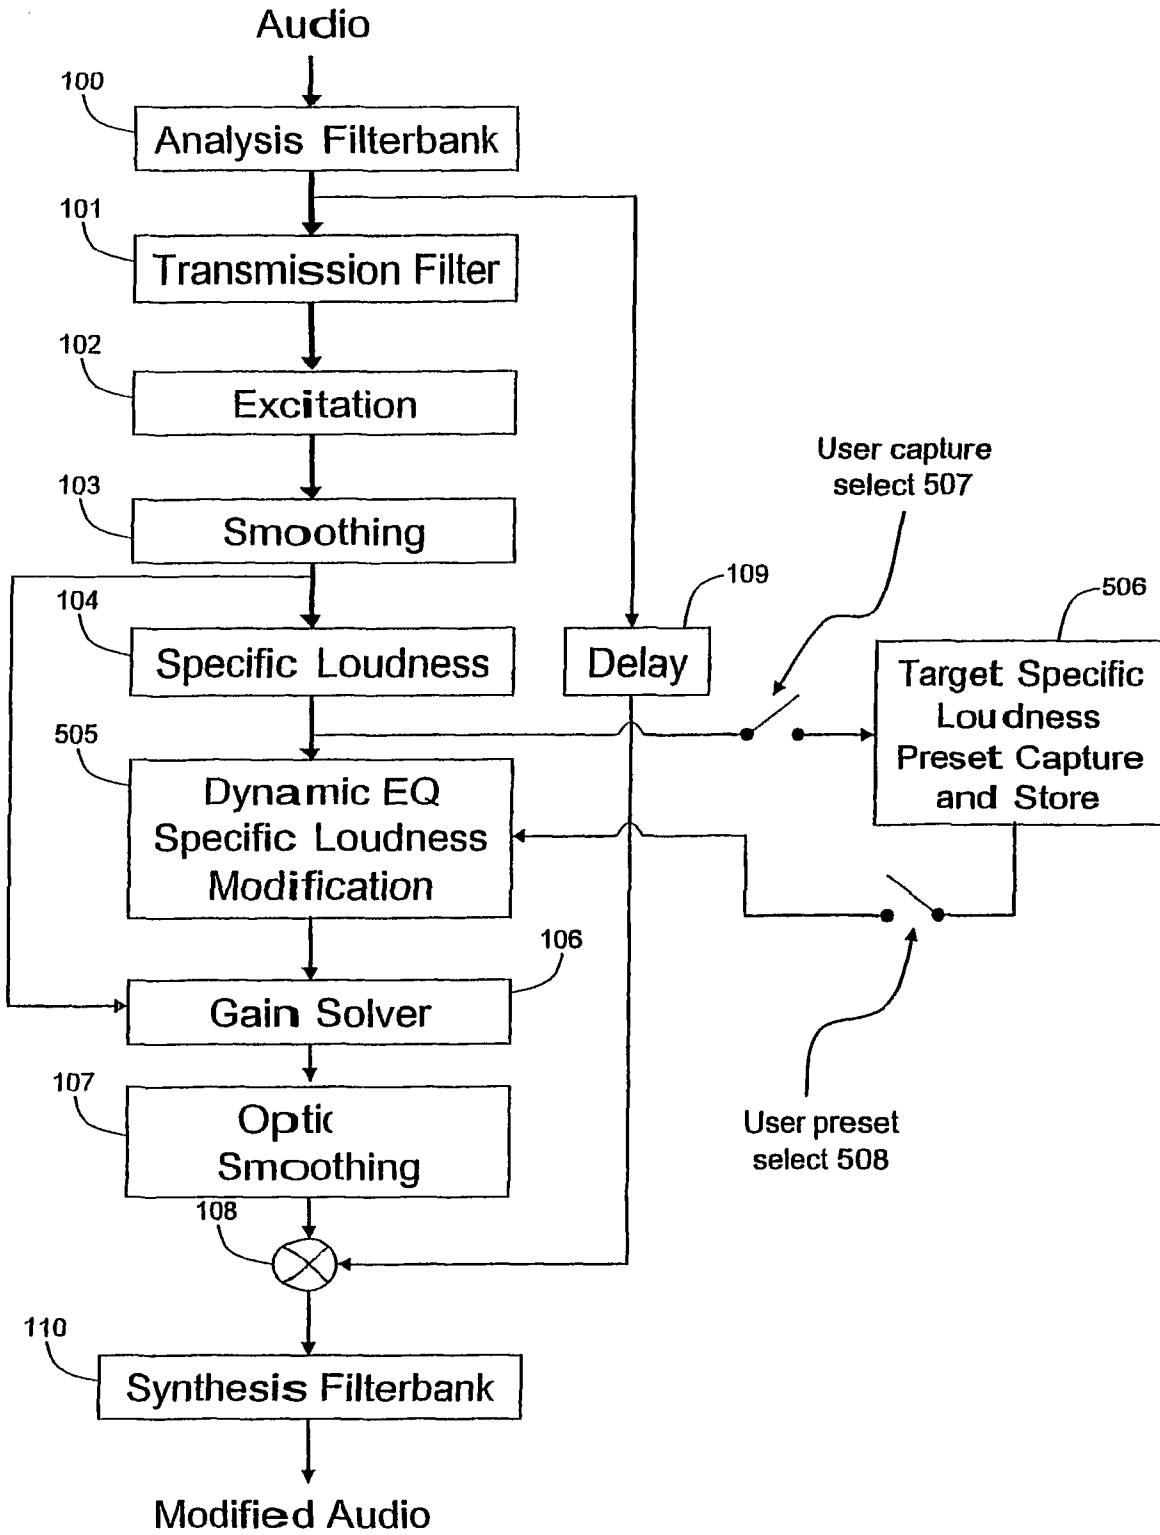 Audio
100
Analysis Filterbank
101
Transmission Filter
102
Excitation
User capture
select 507
103
Smoothing
109
506
104
Specific Loudness
Delay
Target Specific
Loudness
Preset Capture
and Store
505
Dynamic EQ
Specific Loudness
Modification
106
Gain Solver
107
Optic
Smoothing
User preset
select 508
108
110
Synthesis Filterbank
Modified Audio